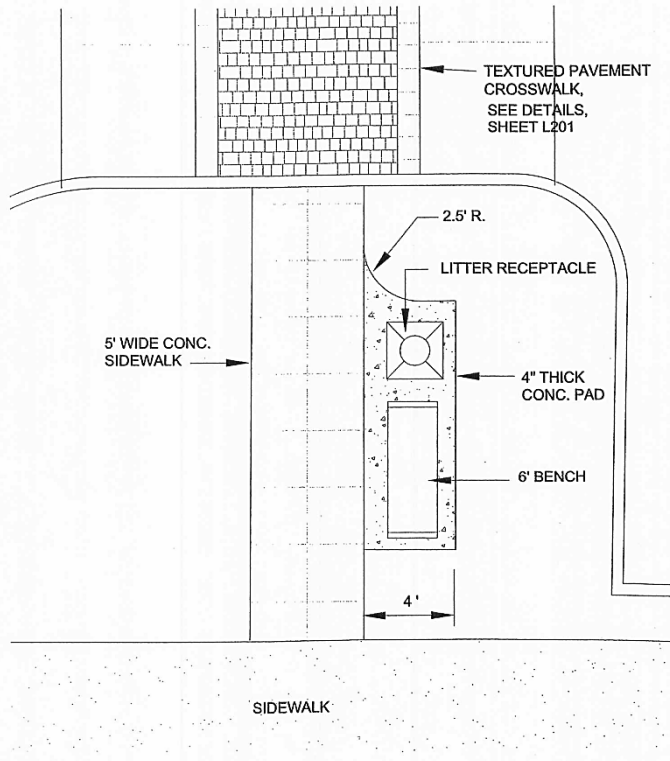 TEXTURED PAVEMENT
CROSSWALK,
SEE DETAILS,
SHEET L201
2.5' R.
LITTER RECEPTACLE
5' WIDE CONC.
SIDEWALK
4" THICK
CONC. PAD
6' BENCH
4'
SIDEWALK